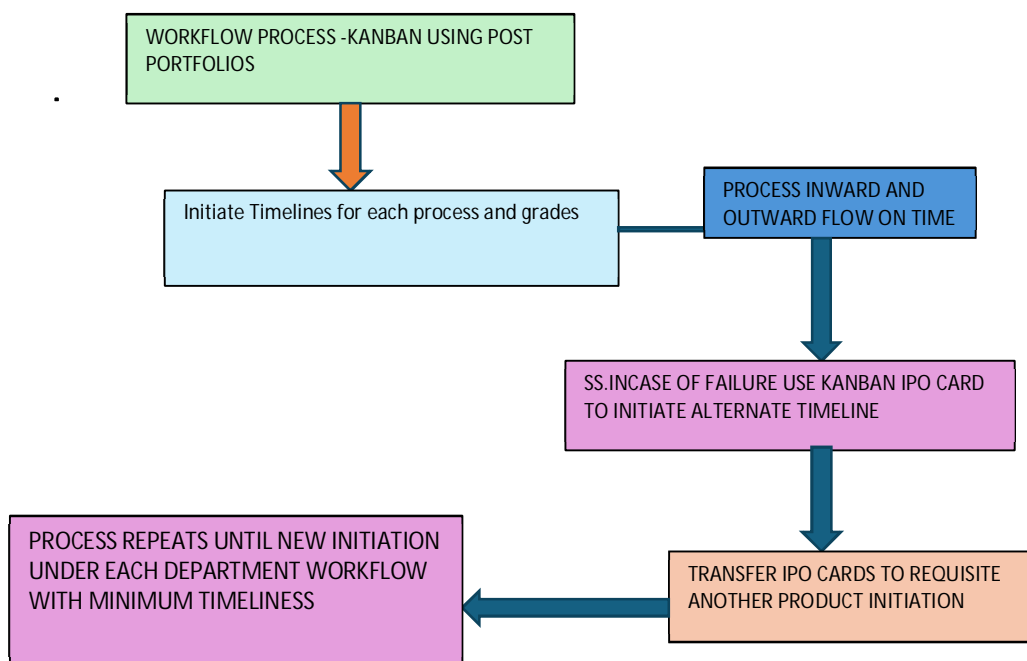 WORKFLOW PROCESS -KANBAN USING POST
PORTFOLIOS
Initiate Timelines for each process and grades
PROCESS INWARD AND
OUTWARD FLOW ON TIME
SS.INCASE OF FAILURE USE KANBAN IPO CARD
TO INITIATE ALTERNATE TIMELINE
TRANSFER IPO CARDS TO REQUISITE
ANOTHER PRODUCT INITIATION
PROCESS REPEATS UNTIL NEW INITIATION
UNDER EACH DEPARTMENT WORKFLOW
WITH MINIMUM TIMELINESS